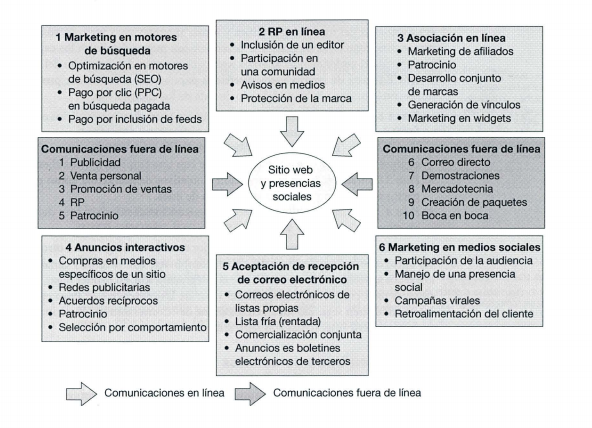 1 Marketing en motores
de búsqueda
• Optimización en motores
de búsqueda (SEO)
• Pago por clic (PPC)
en búsqueda pagada
• Pago por inclusión de feeds
2 RP en línea
• Inclusión de un editor
• Participación en
una comunidad
• Avisos en medios
• Protección de la marca
3 Asociación en línea
• Marketing de afiliados
• Patrocinio
• Desarrollo conjunto
de marcas
• Generación de vínculos
• Marketing en widgets
Comunicaciones fuera de línea
1 Publicidad
2 Venta personal
3 Promoción de ventas
4 RP
5 Patrocinio
Sitio web
y presencias
sociales
Comunicaciones fuera de línea
6 Correo directo
7 Demostraciones
8 Mercadotecnia
9 Creación de paquetes
10 Boca en boca
4 Anuncios interactivos
• Compras en medios
específicos de un sitio
• Redes publicitarias
• Acuerdos recíprocos
• Patrocinio
• Selección por comportamiento
5 Aceptación de recepción
de correo electrónico
• Correos electrónicos de
listas propias
• Lista fría (rentada)
• Comercialización conjunta
• Anuncios es boletines
electrónicos de terceros
6 Marketing en medios sociales
• Participación de la audiencia
• Manejo de una presencia
social
• Campañas virales
• Retroalimentación del cliente
Comunicaciones en línea
Comunicaciones fuera de línea